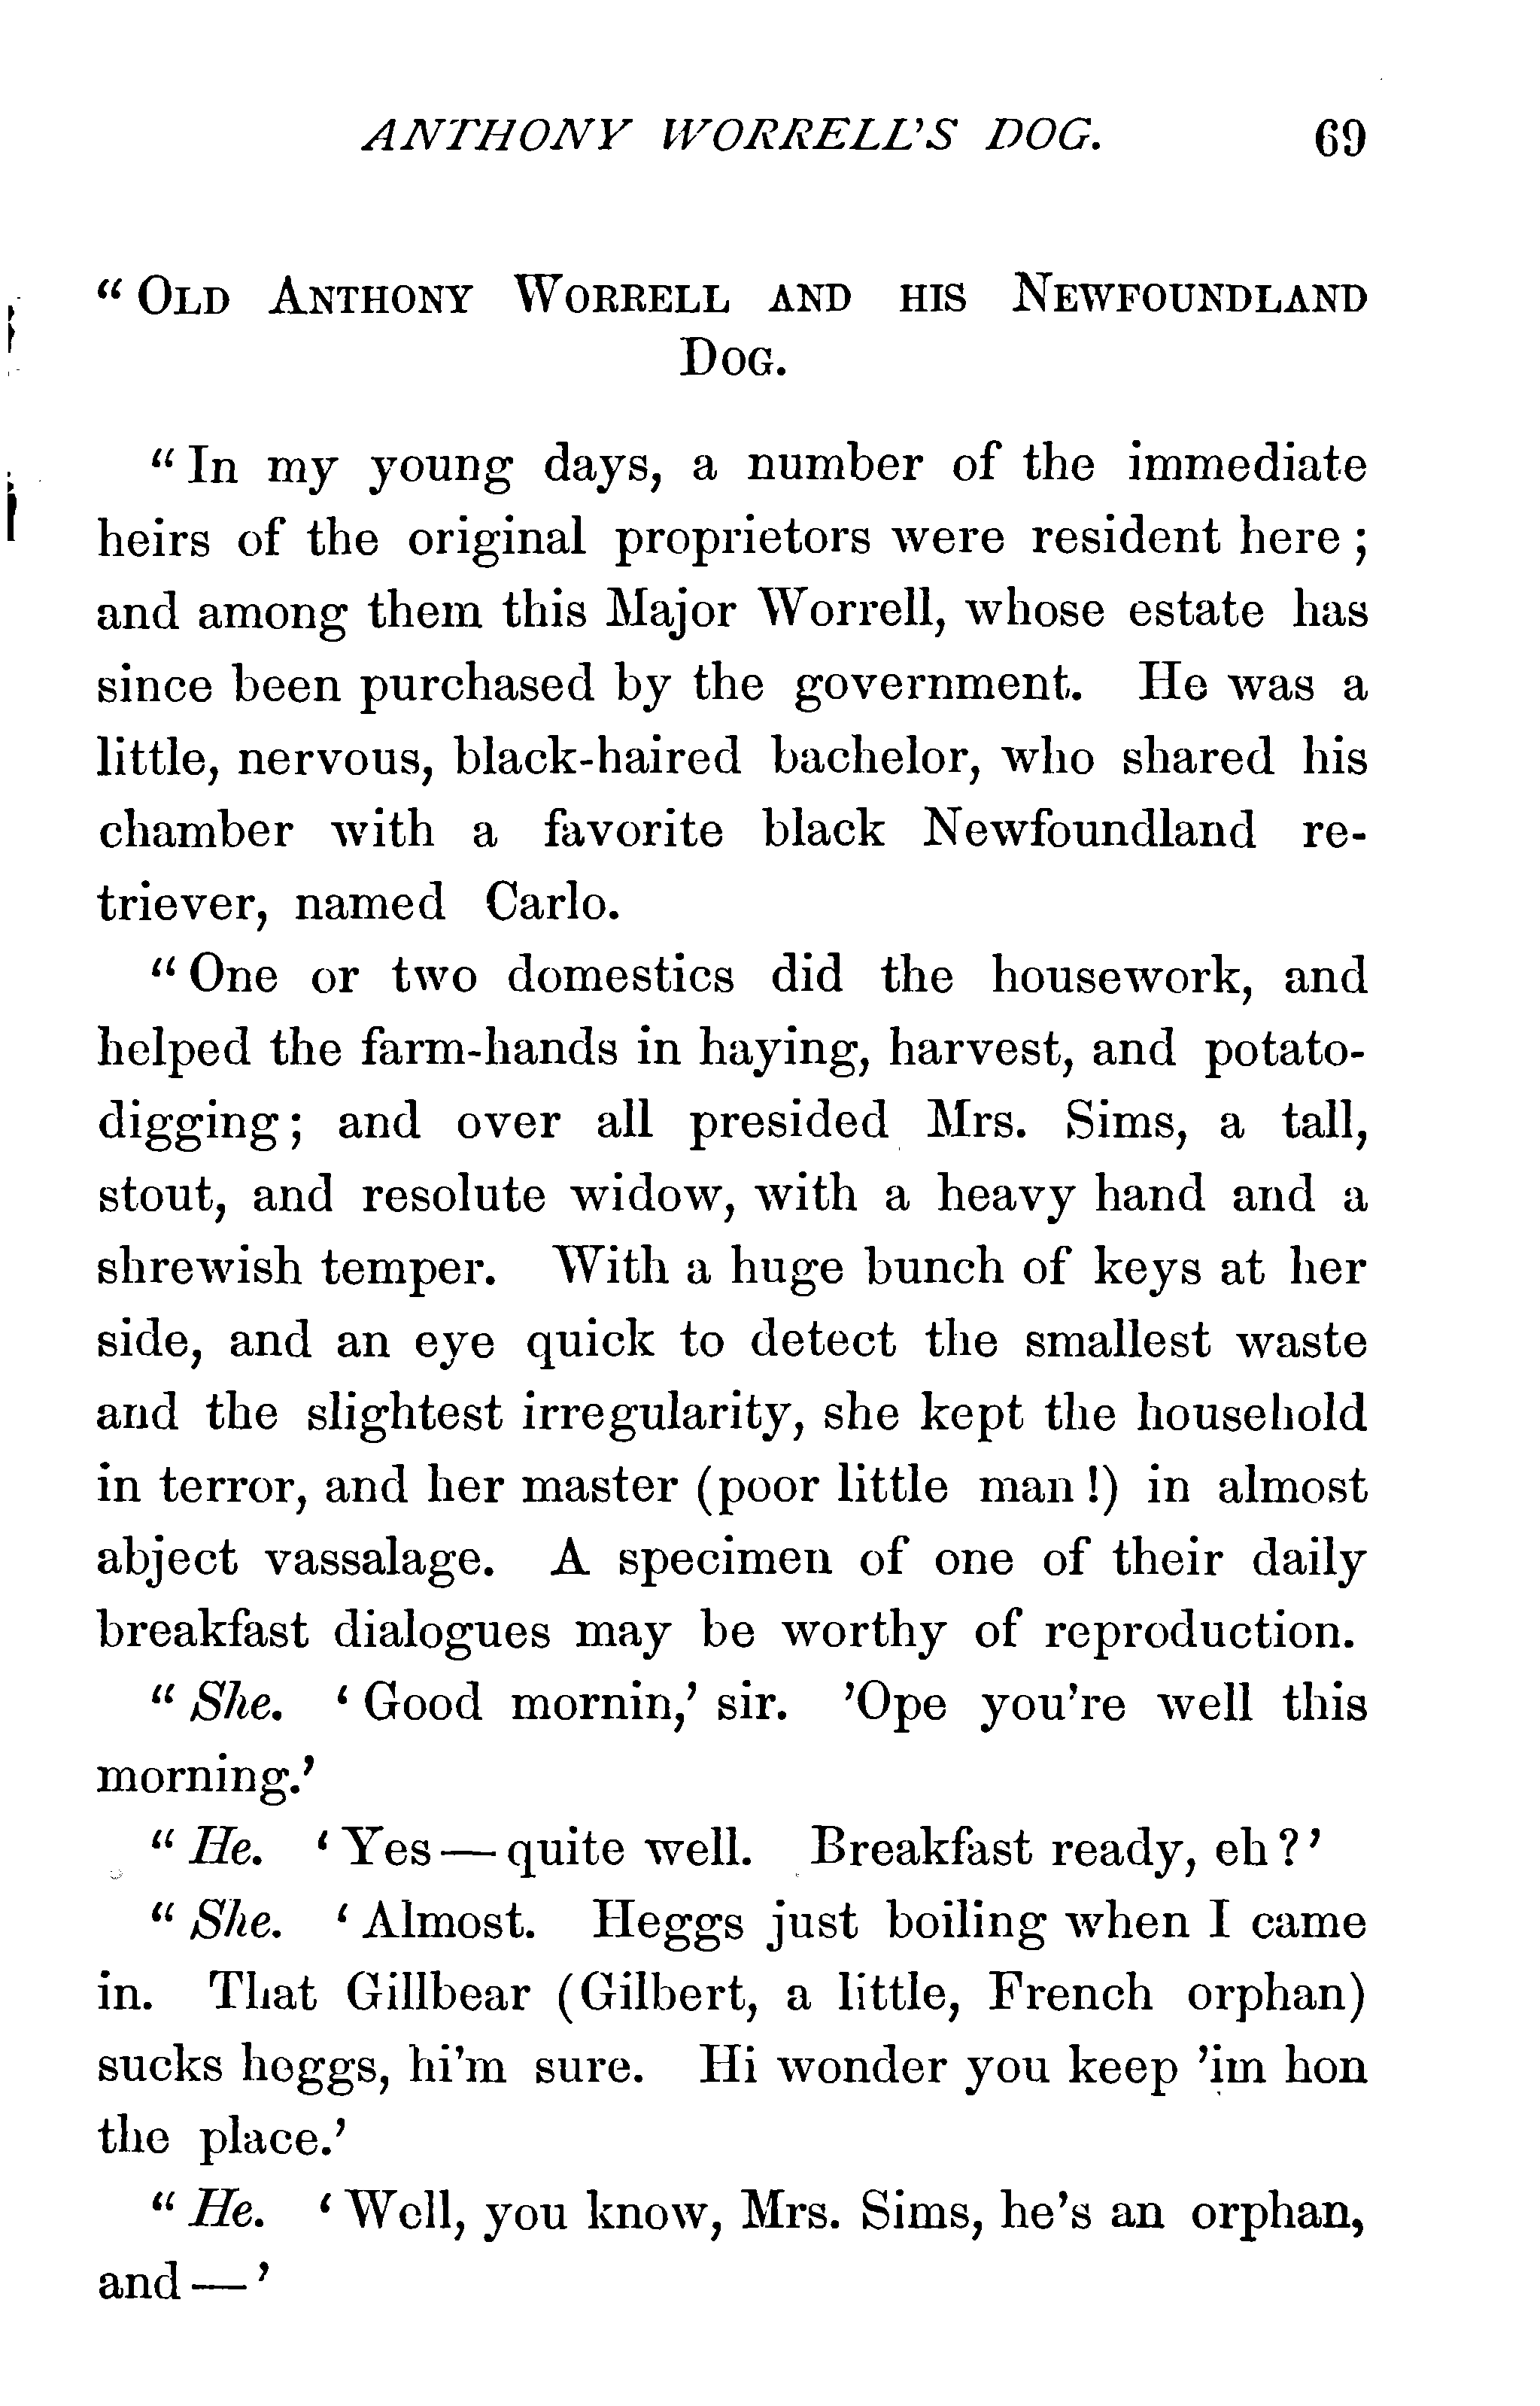 ANTHONY WORRELL'S DOG. 69
“ OLD ANTHONY WORRELL AND HIS NEWFOUNDLAND
DOG.
“ In my young days, a number of the immediate
heirs of the original proprietors were resident here ;
and among them this Major Worrell, whose estate has
since been purchased by the government. He was a
little, nervous, black-haired bachelor, who shared his
chamber with a favorite black Newfoundland re-
triever, named Carlo.
“ One or two domestics did the housework, and
helped the farm-hands in haying, harvest, and potato-
digging ; and over all presided Mrs. Sims, a tall,
stout, and resolute widow, with a heavy hand and a
shrewish temper. With a huge bunch of keys at her
side, and an eye quick to detect the smallest waste
and the slightest irregularity, she kept the household
in terror, and her master (poor little man !) in almost
abject vassalage. A specimen of one of their daily
breakfast dialogues may be worthy of reproduction.
“ She. ‘ Good mornin,’ sir. ’Ope you’re well this
morning.’
“ He. ‘ Yes — quite well. Breakfast ready, eh ? ’
“ She. ‘ Almost. Heggs just boiling when I came
in. That Gillbear (Gilbert, a little, French orphan)
sucks heggs, hi’m sure. Hi wonder you keep ’im hon
the place.’
“ He. ‘ Well, you know, Mrs. Sims, he’s an orphan,
and — ’